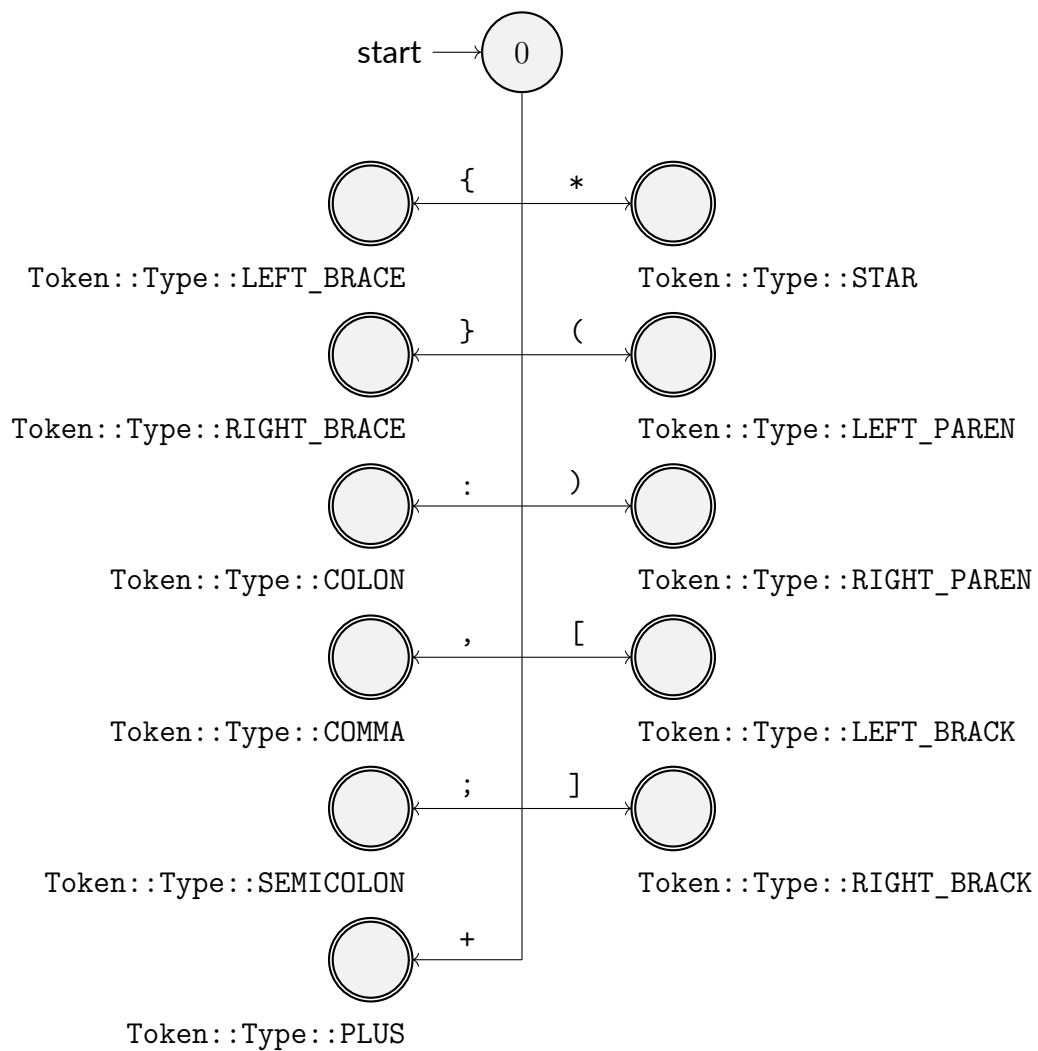 start 0
{ *
Token::Type::LEFT_BRACE Token::Type::STAR
} (
Token::Type::RIGHT_BRACE Token::Type::LEFT_PAREN
: )
Token::Type::COLON Token::Type::RIGHT_PAREN
, [
Token::Type::COMMA Token::Type::LEFT_BRACK
; ]
Token::Type::SEMICOLON Token::Type::RIGHT_BRACK
+
Token::Type::PLUS